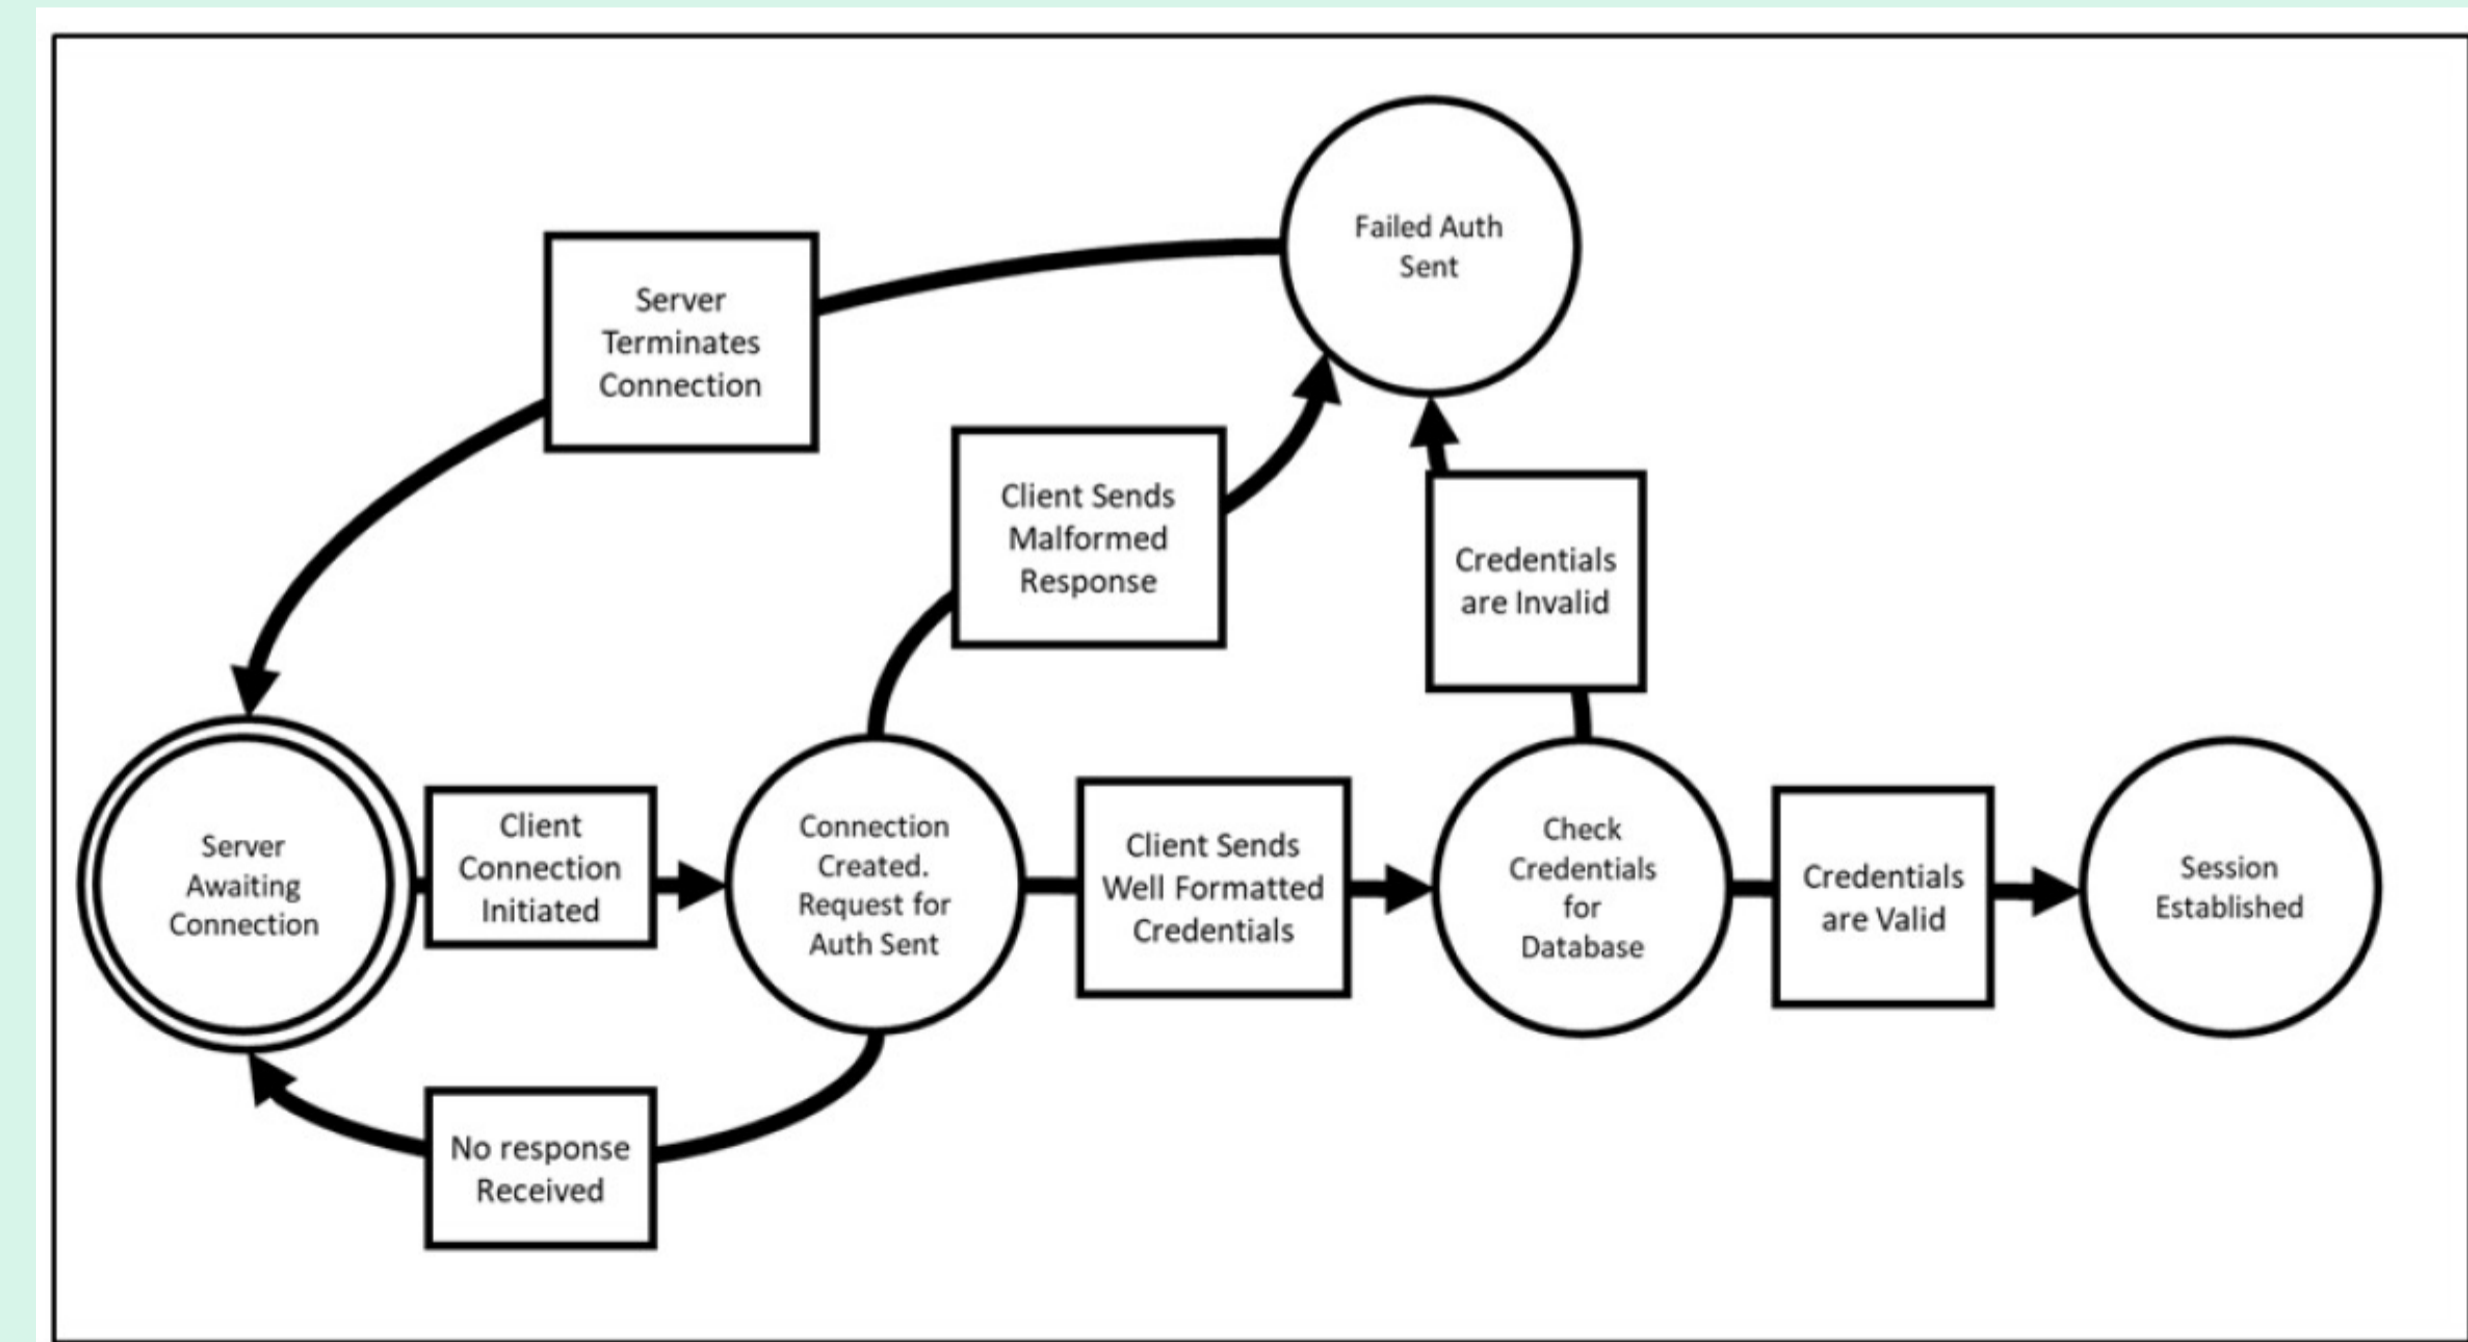 Failed Auth
Sent
Server
Terminates
Connection
Client Sends
Malformed
Response
Credentials
are Invalid
Server
Awaiting
Connection
Client
Connection
Initiated
Connection
Created.
Request for
Auth Sent
Client Sends
Well Formatted
Credentials
Check
Credentials
for
Database
Credentials
are Valid
Session
Established
No response
Received